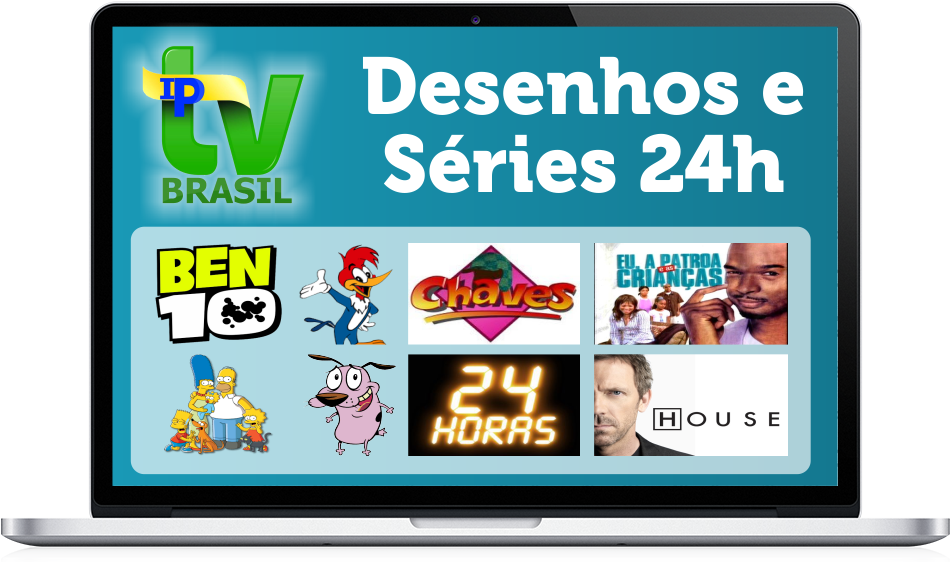 IP
tv
BRASIL
Desenhos e
Séries 24h
BEN
10
Chaves
EU, A PATROA
E AS
CRIANÇAS
24
HORAS
HOUSE